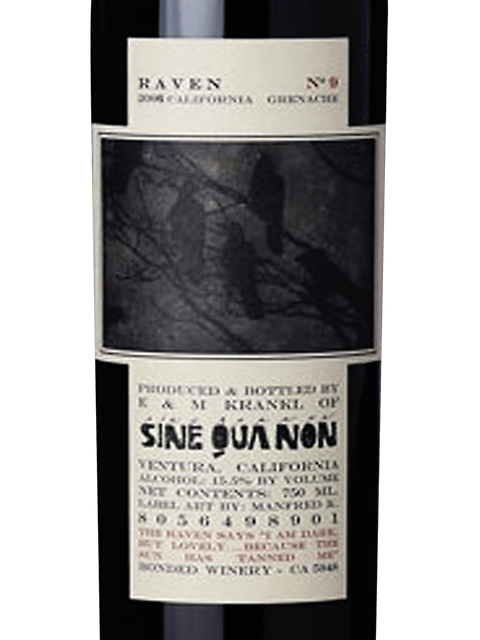 RAVEN Nº 9
2006 CALIFORNIA GRENACHE
PRODUCED & BOTTLED BY
E & M KRANKL OF
SINE QUA NON
VENTURA, CALIFORNIA
ALCOHOL: 15.5% BY VOLUME
NET CONTENTS: 750 ML.
LABEL ART BY: MANFRED K.
8056498901
THE RAVEN SAYS "I AM DARK,
BUT LOVELY...BECAUSE THE
SUN HAS TANNED ME"
BONDED WINERY - CA 5948